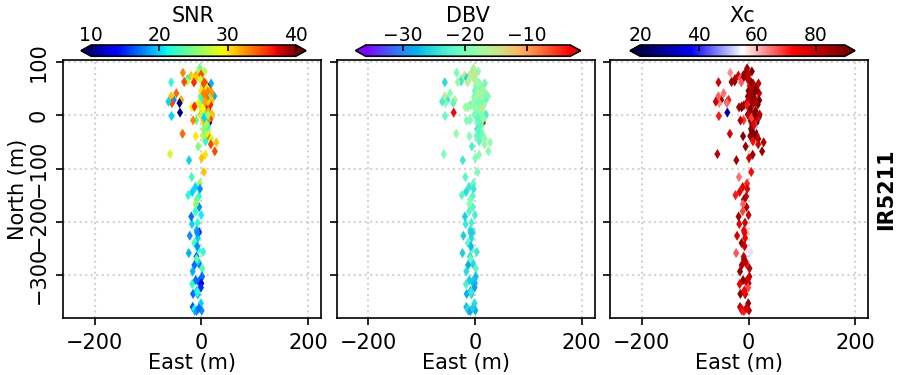 SNR DBV Xc
10 20 30 40 −30 −20 −10 20 40 60 80
North (m)
100
0
−100
−200
−300
IR5211
−200 0 200 −200 0 200 −200 0 200
East (m) East (m) East (m)